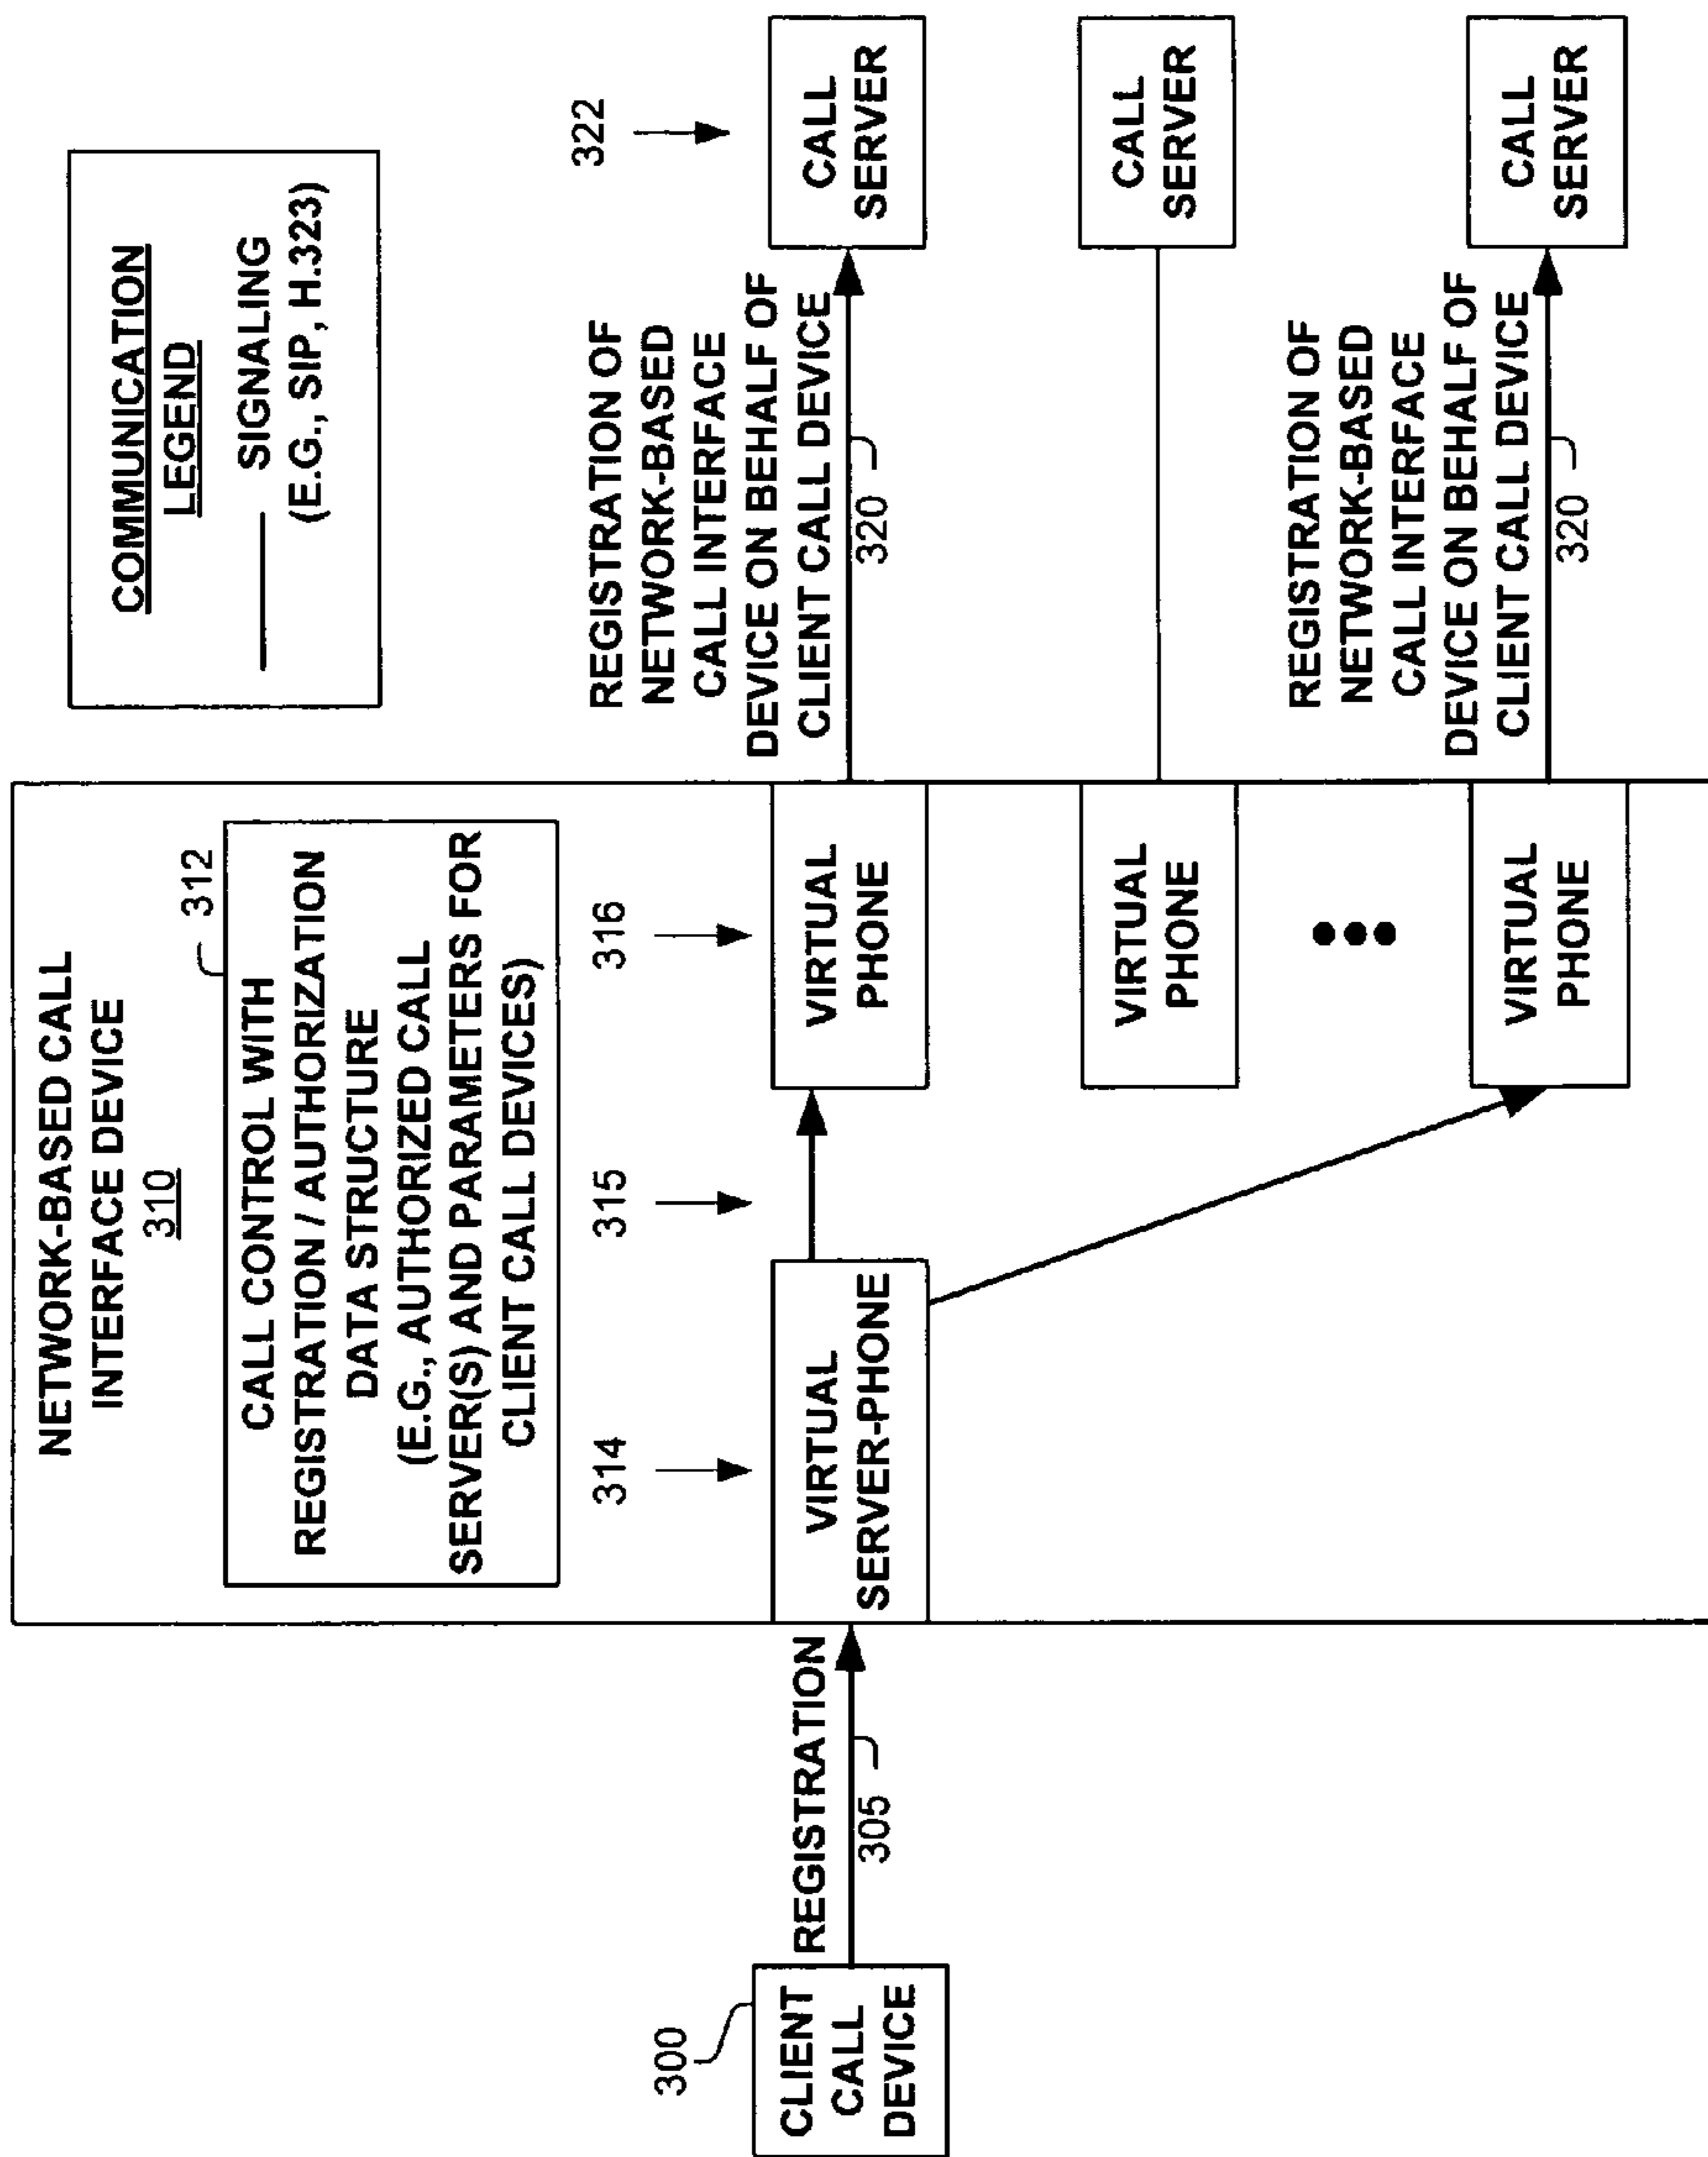 NETWORK-BASED CALL
INTERFACE DEVICE
310
312
CALL CONTROL WITH
REGISTRATION / AUTHORIZATION
DATA STRUCTURE
(E.G., AUTHORIZED CALL
SERVER(S) AND PARAMETERS FOR
CLIENT CALL DEVICES)
COMMUNICATION
LEGEND
SIGNALING
(E.G., SIP, H.323)
300
CLIENT
CALL
DEVICE
REGISTRATION
305
314
VIRTUAL
SERVER-PHONE
315
316
VIRTUAL
PHONE
REGISTRATION OF
NETWORK-BASED
CALL INTERFACE
DEVICE ON BEHALF OF
CLIENT CALL DEVICE
320
322
CALL
SERVER
VIRTUAL
PHONE
CALL
SERVER
VIRTUAL
PHONE
REGISTRATION OF
NETWORK-BASED
CALL INTERFACE
DEVICE ON BEHALF OF
CLIENT CALL DEVICE
320
CALL
SERVER